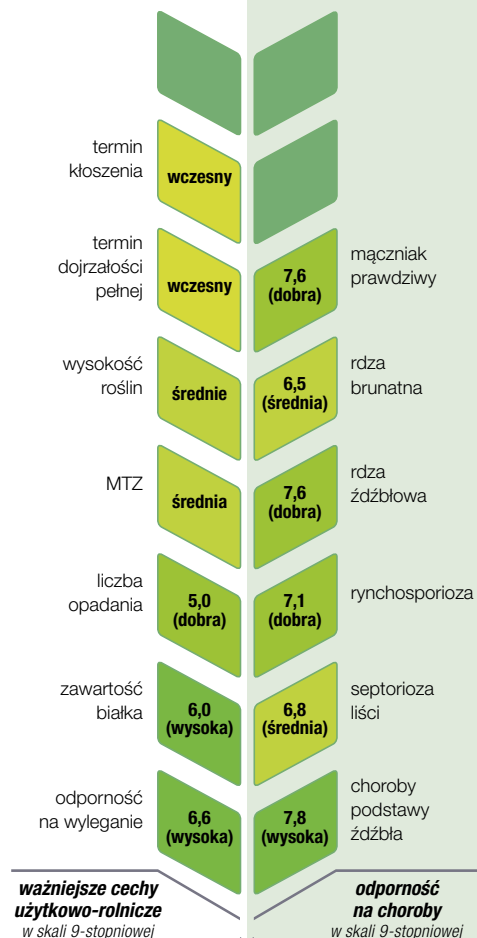 termin
kłoszenia
wczesny
termin
dojrzałości
pełnej
wczesny
7,6
(dobra)
mączniak
prawdziwy
wysokość
roślin
średnie
6,5
(średnia)
rdza
brunatna
MTZ
średnia
7,6
(dobra)
rdza
źdźbłowa
liczba
opadania
5,0
(dobra)
7,1
(dobra)
rynchosporioza
zawartość
białka
6,0
(wysoka)
6,8
(średnia)
septorioza
liści
odporność
na wyleganie
6,6
(wysoka)
7,8
(wysoka)
choroby
podstawy
źdźbła
ważniejsze cechy
użytkowo-rolnicze
w skali 9-stopniowej
odporność
na choroby
w skali 9-stopniowej